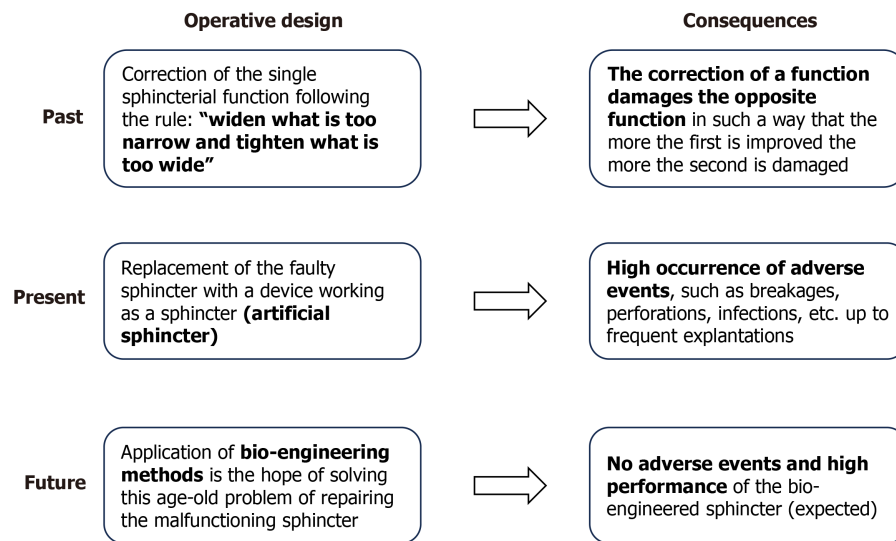 Operative design
Consequences
Past
Correction of the single
sphincterial function following
the rule: “widen what is too
narrow and tighten what is
too wide”
The correction of a function
damages the opposite
function in such a way that the
more the first is improved the
more the second is damaged
Present
Replacement of the faulty
sphincter with a device working
as a sphincter (artificial
sphincter)
High occurrence of adverse
events, such as breakages,
perforations, infections, etc. up to
frequent explantations
Future
Application of bio-engineering
methods is the hope of solving
this age-old problem of repairing
the malfunctioning sphincter
No adverse events and high
performance of the bio-
engineered sphincter (expected)